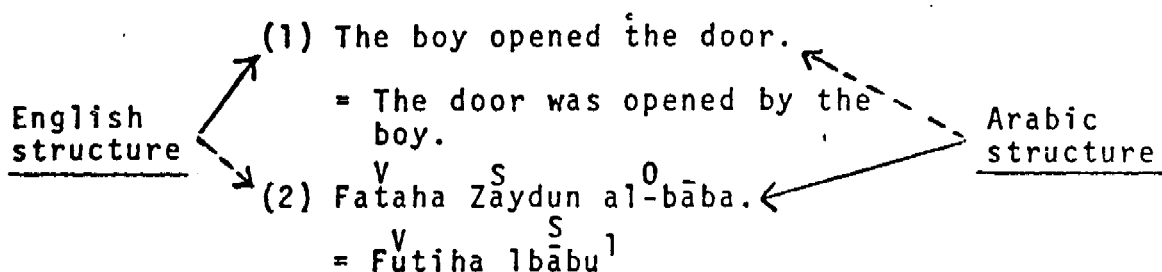 (1) The boy opened the door.
= The door was opened by the
boy.
English
structure
Arabic
structure
V S O
(2) Fataha Zaydun al-bāba.
V S
= Futiha lbābu¹